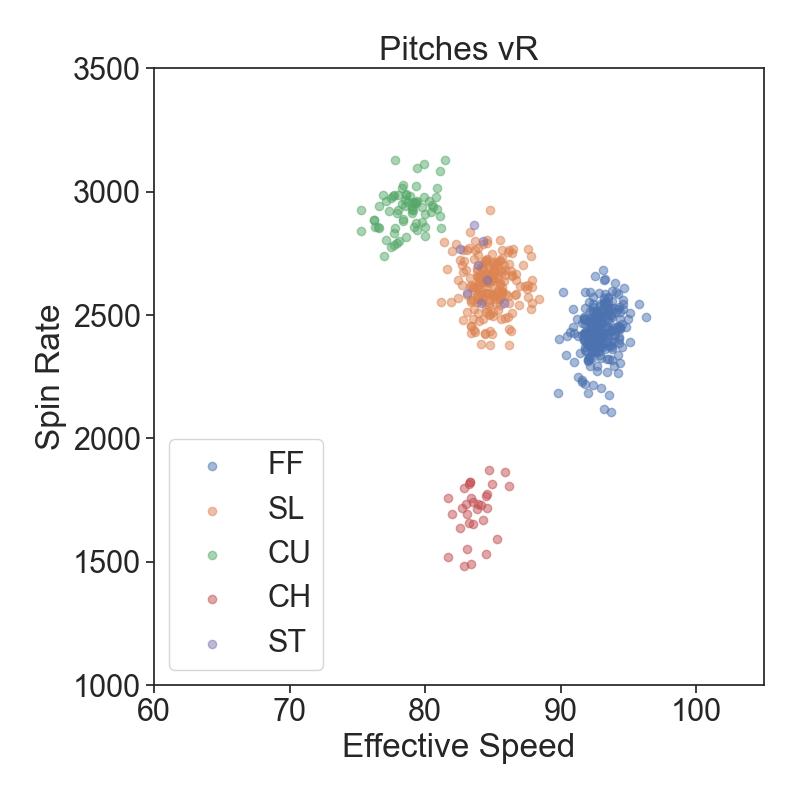 Pitches vR
Spin Rate
3500
3000
2500
2000
1500
1000
FF
SL
CU
CH
ST
60 70 80 90 100
Effective Speed